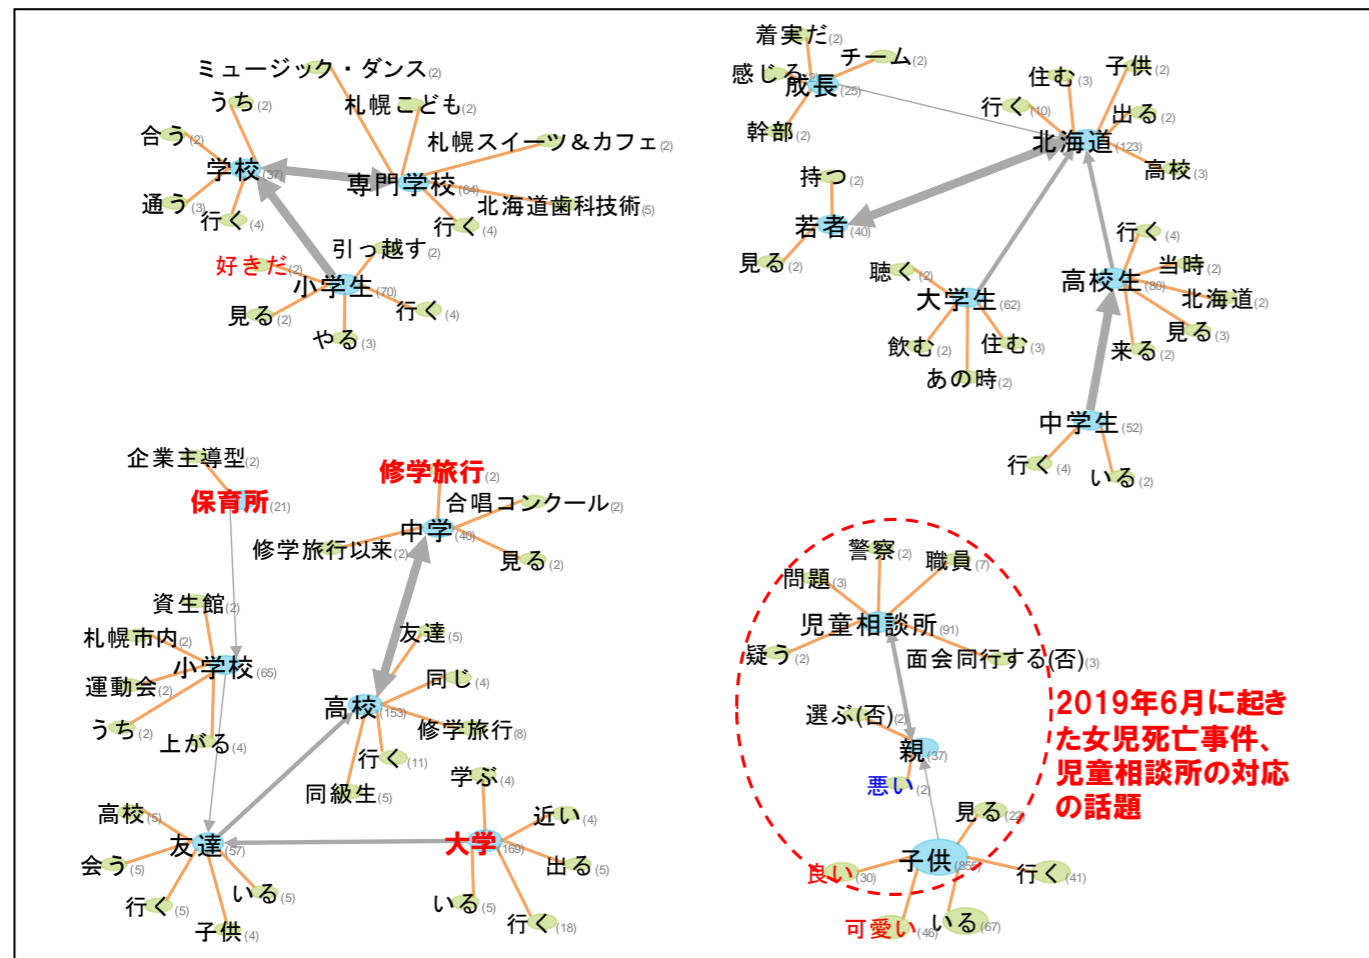 ミュージック・ダンス(2)
うち(2)
札幌こども(2)
合う(2)
札幌スイーツ＆カフェ(2)
学校(37)
専門学校(64)
通う(3)
行く(4)
北海道歯科技術(5)
行く(4)
引っ越す(2)
好きだ(2)
小学生(70)
見る(2)
行く(4)
やる(3)
着実だ(2)
チーム(2)
感じる
成長(25)
幹部(2)
子供(2)
住む(3)
行く(10)
出る(2)
北海道(123)
高校(3)
持つ(2)
若者(40)
見る(2)
行く(4)
当時(2)
高校生(80)
北海道(2)
見る(3)
来る(2)
聴く(2)
大学生(62)
飲む(2)
住む(3)
あの時(2)
中学生(52)
行く(4)
いる(2)
企業主導型(2)
保育所(21)
修学旅行(2)
合唱コンクール(2)
中学(40)
修学旅行以来(2)
見る(2)
資生館(2)
札幌市内(2)
小学校(65)
運動会(2)
うち(2)
上がる(4)
友達(5)
同じ(4)
高校(153)
修学旅行(8)
行く(11)
同級生(5)
学ぶ(4)
近い(4)
大学(169)
出る(5)
いる(5)
行く(18)
高校(5)
友達(57)
会う(5)
いる(5)
行く(5)
子供(4)
警察(2)
職員(7)
問題(3)
児童相談所(91)
疑う(2)
面会同行する(否)(3)
選ぶ(否)(2)
親(37)
悪い(2)
見る(22)
子供(855)
良い(30)
行く(41)
可愛い(46)
いる(67)
2019年6月に起き
た女児死亡事件、
児童相談所の対応
の話題